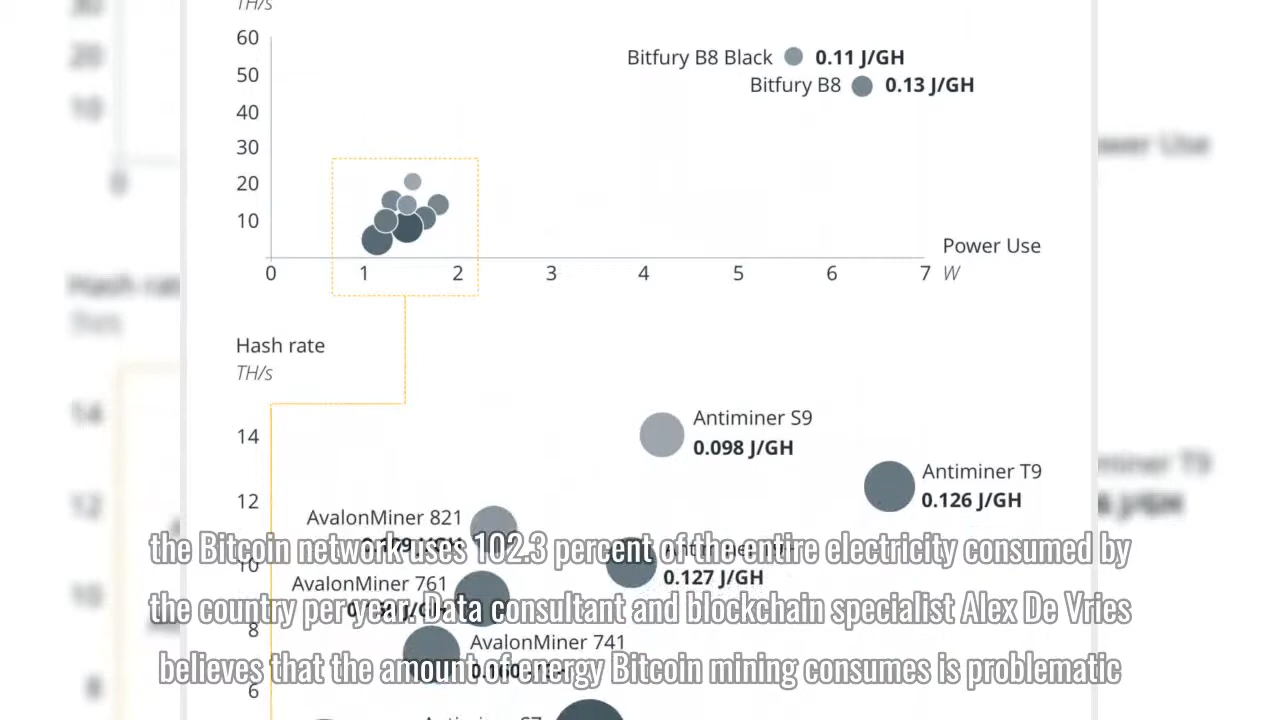 TH/s
60
Bitfury B8 Black 0.11 J/GH
50
Bitfury B8 0.13 J/GH
40
30
20
10
Power Use
0 1 2 3 4 5 6 7 W
Hash rate
TH/s
14
Antiminer S9
0.098 J/GH
Antiminer T9
12
0.126 J/GH
AvalonMiner 821
10
0.127 J/GH
AvalonMiner 761
8
AvalonMiner 741
6
the Bitcoin network uses 102.3 percent of the entire electricity consumed by
the country per year. Data consultant and blockchain specialist Alex De Vries
believes that the amount of energy Bitcoin mining consumes is problematic